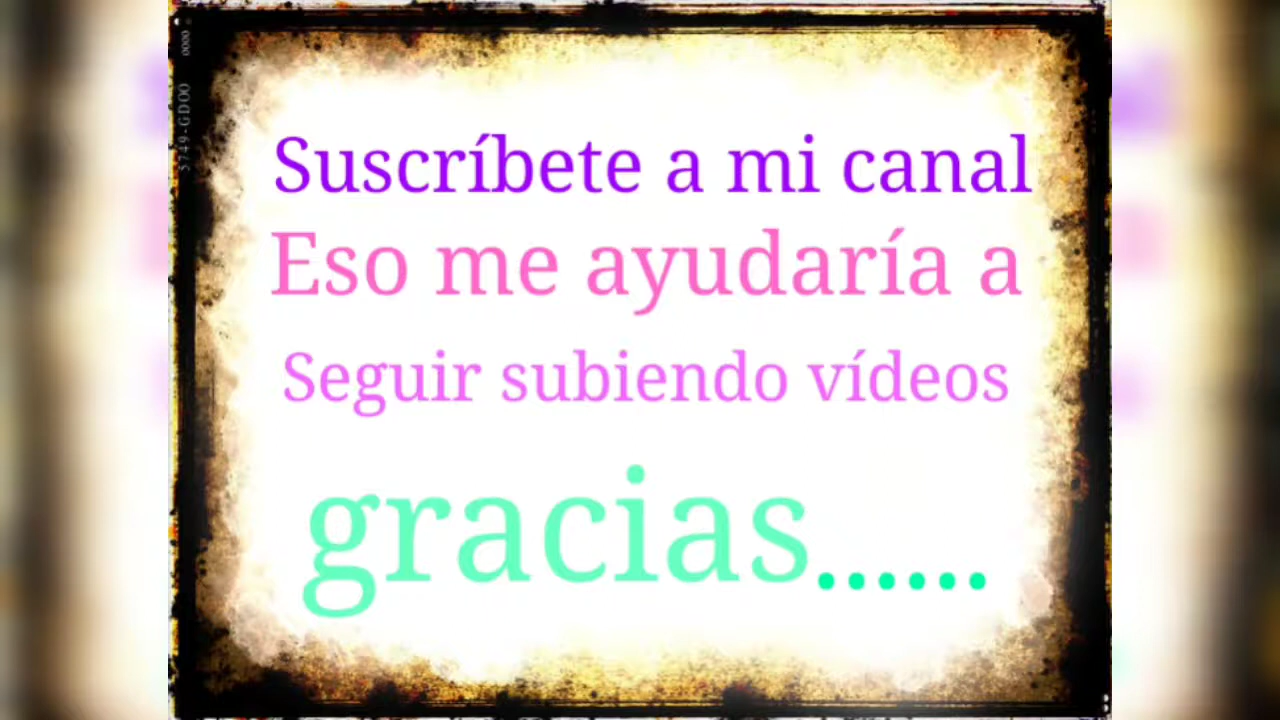 Suscríbete a mi canal
Eso me ayudaría a
Seguir subiendo vídeos
gracias......